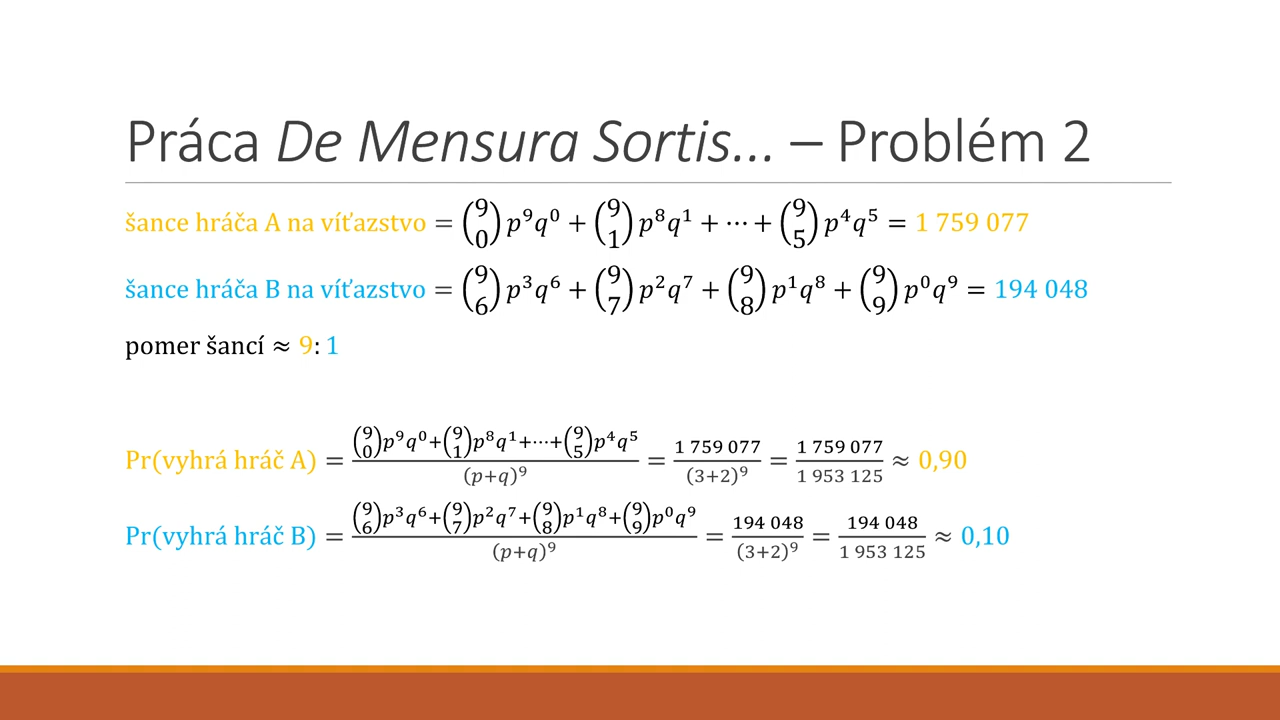 Práca De Mensura Sortis... – Problém 2
šance hráča A na víťazstvo = (9 0) p⁹q⁰ + (9 1) p⁸q¹ + ⋯ + (9 5) p⁴q⁵ = 1 759 077
šance hráča B na víťazstvo = (9 6) p³q⁶ + (9 7) p²q⁷ + (9 8) p¹q⁸ + (9 9) p⁰q⁹ = 194 048
pomer šancí ≈ 9: 1
Pr(vyhrá hráč A) = ((9 0)p⁹q⁰+(9 1)p⁸q¹+⋯+(9 5)p⁴q⁵)/(p+q)⁹ = 1 759 077/(3+2)⁹ = 1 759 077/1 953 125 ≈ 0,90
Pr(vyhrá hráč B) = ((9 6)p³q⁶+(9 7)p²q⁷+(9 8)p¹q⁸+(9 9)p⁰q⁹)/(p+q)⁹ = 194 048/(3+2)⁹ = 194 048/1 953 125 ≈ 0,10